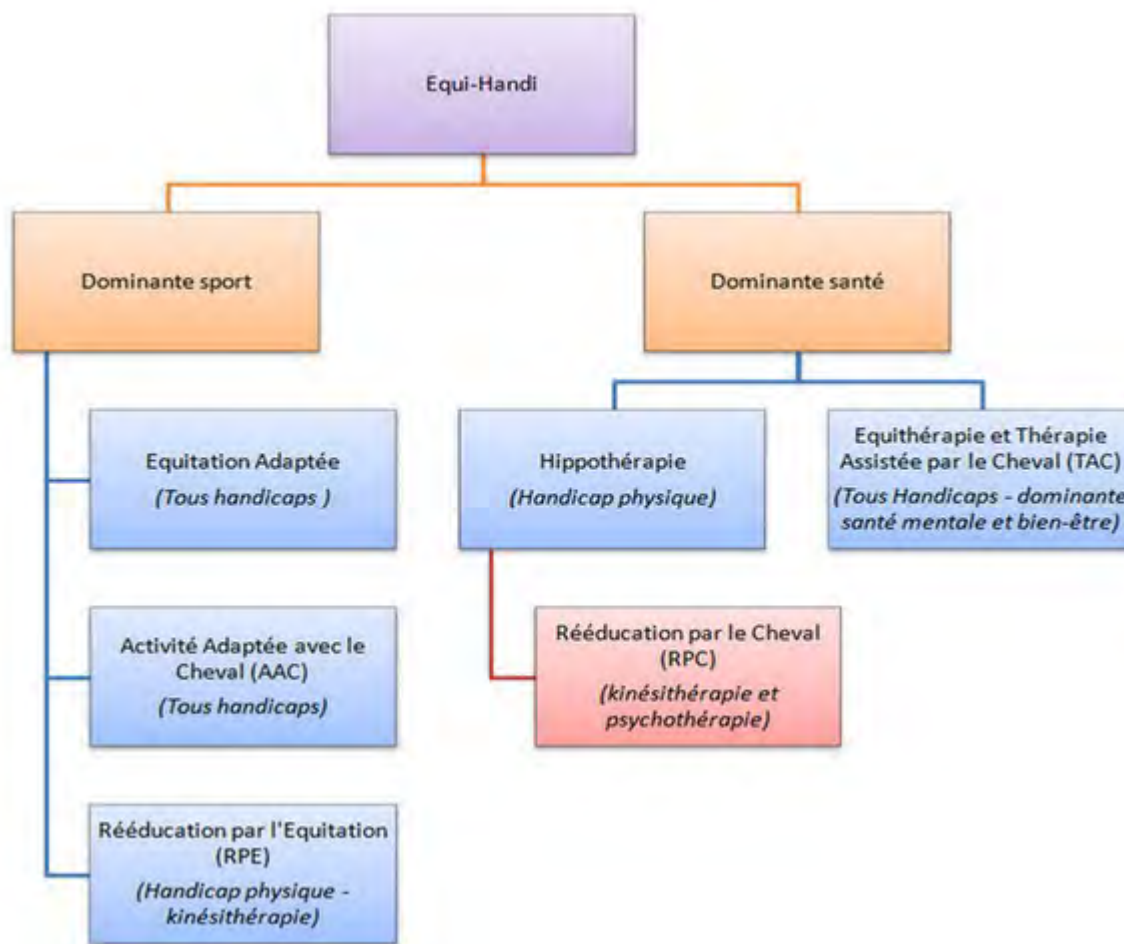 Equi-Handi
Dominante sport
Dominante santé
Equitation Adaptée
(Tous handicaps )
Hippothérapie
(Handicap physique)
Equithérapie et Thérapie
Assistée par le Cheval (TAC)
(Tous Handicaps - dominante
santé mentale et bien-être)
Activité Adaptée avec le
Cheval (AAC)
(Tous handicaps)
Rééducation par le Cheval
(RPC)
(kinésithérapie et
psychothérapie)
Rééducation par l'Equitation
(RPE)
(Handicap physique -
kinésithérapie)